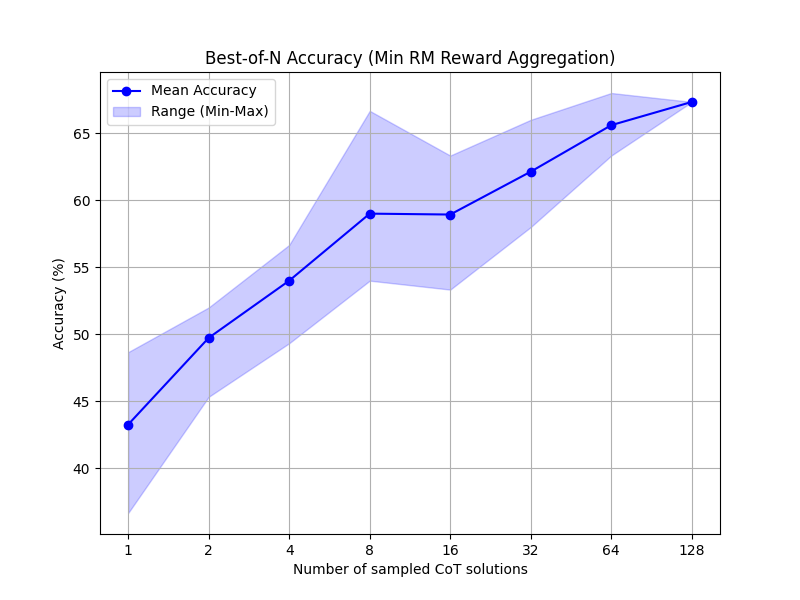 Best-of-N Accuracy (Min RM Reward Aggregation)
Mean Accuracy
Range (Min-Max)
Accuracy (%)
65
60
55
50
45
40
1 2 4 8 16 32 64 128
Number of sampled CoT solutions